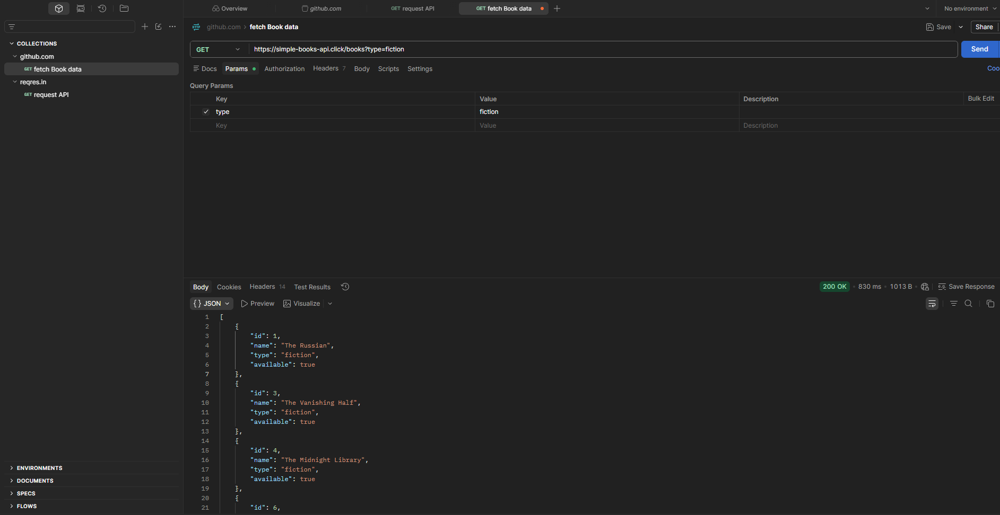 Overview
github.com
GET request API
GET fetch Book data
No environment
github.com > fetch Book data
Save
Share
COLLECTIONS
github.com
GET fetch Book data
reqres.in
GET request API
GET
https://simple-books-api.click/books?type=fiction
Send
Docs Params Authorization Headers 7 Body Scripts Settings
Coo
Query Params
Key Value Description Bulk Edit
type fiction
Key Value Description
Body Cookies Headers 14 Test Results
200 OK • 830 ms • 1013 B
e.g. Save Response
{} JSON Preview Visualize
1 [
2 {
3 "id": 1,
4 "name": "The Russian",
5 "type": "fiction",
6 "available": true
7 },
8 {
9 "id": 3,
10 "name": "The Vanishing Half",
11 "type": "fiction",
12 "available": true
13 },
14 {
15 "id": 4,
16 "name": "The Midnight Library",
17 "type": "fiction",
18 "available": true
19 },
20 {
21 "id": 6,
ENVIRONMENTS
DOCUMENTS
SPECS
FLOWS